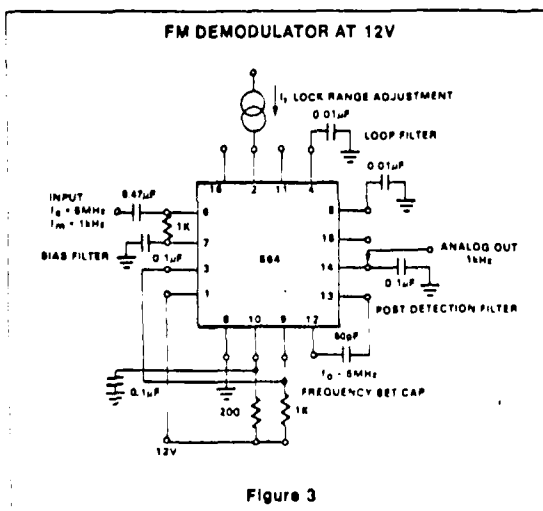 FM DEMODULATOR AT 12V
I₁ LOCK RANGE ADJUSTMENT
0.01µF
LOOP FILTER
16 2 11 4
0.01µF
INPUT
0.47µF
f₀ = 5MHz
fₘ = 1kHz
6
1K
7
BIAS FILTER
0.1µF
3
1
564
15
ANALOG OUT
1kHz
14
0.1µF
13
POST DETECTION FILTER
8 10 9 12
60pF
f₀ - 5MHz
0.1µF
FREQUENCY SET CAP
200
1K
12V
Figure 3